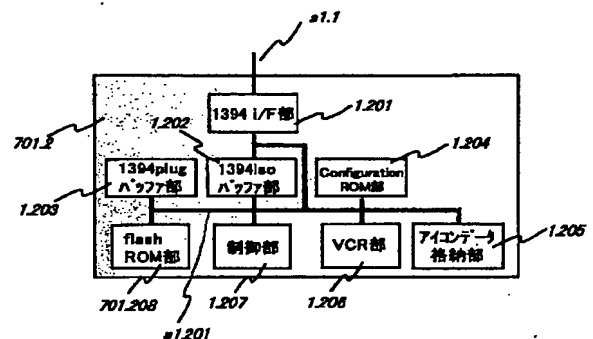 a1.1
1394 I/F部
1.201
701.2
1.202
1.204
1394plug
バッファ部
1394iso
バッファ部
Configuration
ROM部
1.203
flash
ROM部
制御部
VCR部
アイコンデータ
格納部
1.205
701.208
1.207
1.206
a1.201